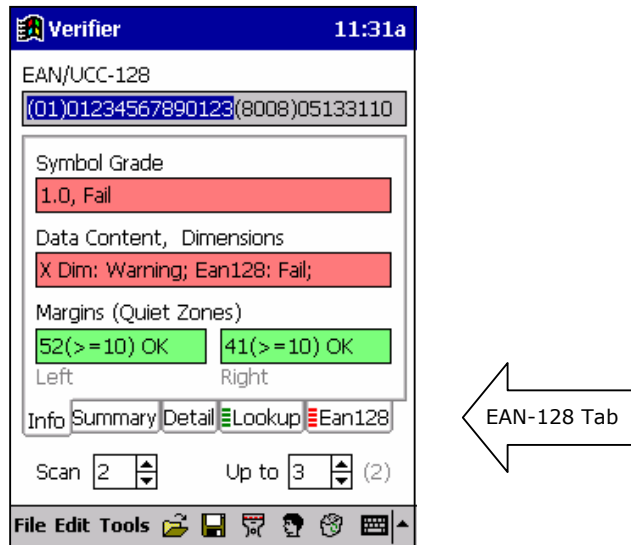 Verifier 11:31a
EAN/UCC-128
(01)01234567890123(8008)05133110
Symbol Grade
1.0, Fail
Data Content, Dimensions
X Dim: Warning; Ean128: Fail;
Margins (Quiet Zones)
52(>=10) OK 41(>=10) OK
Left Right
Info Summary Detail Lookup Ean128
EAN-128 Tab
Scan 2 Up to 3 (2)
File Edit Tools